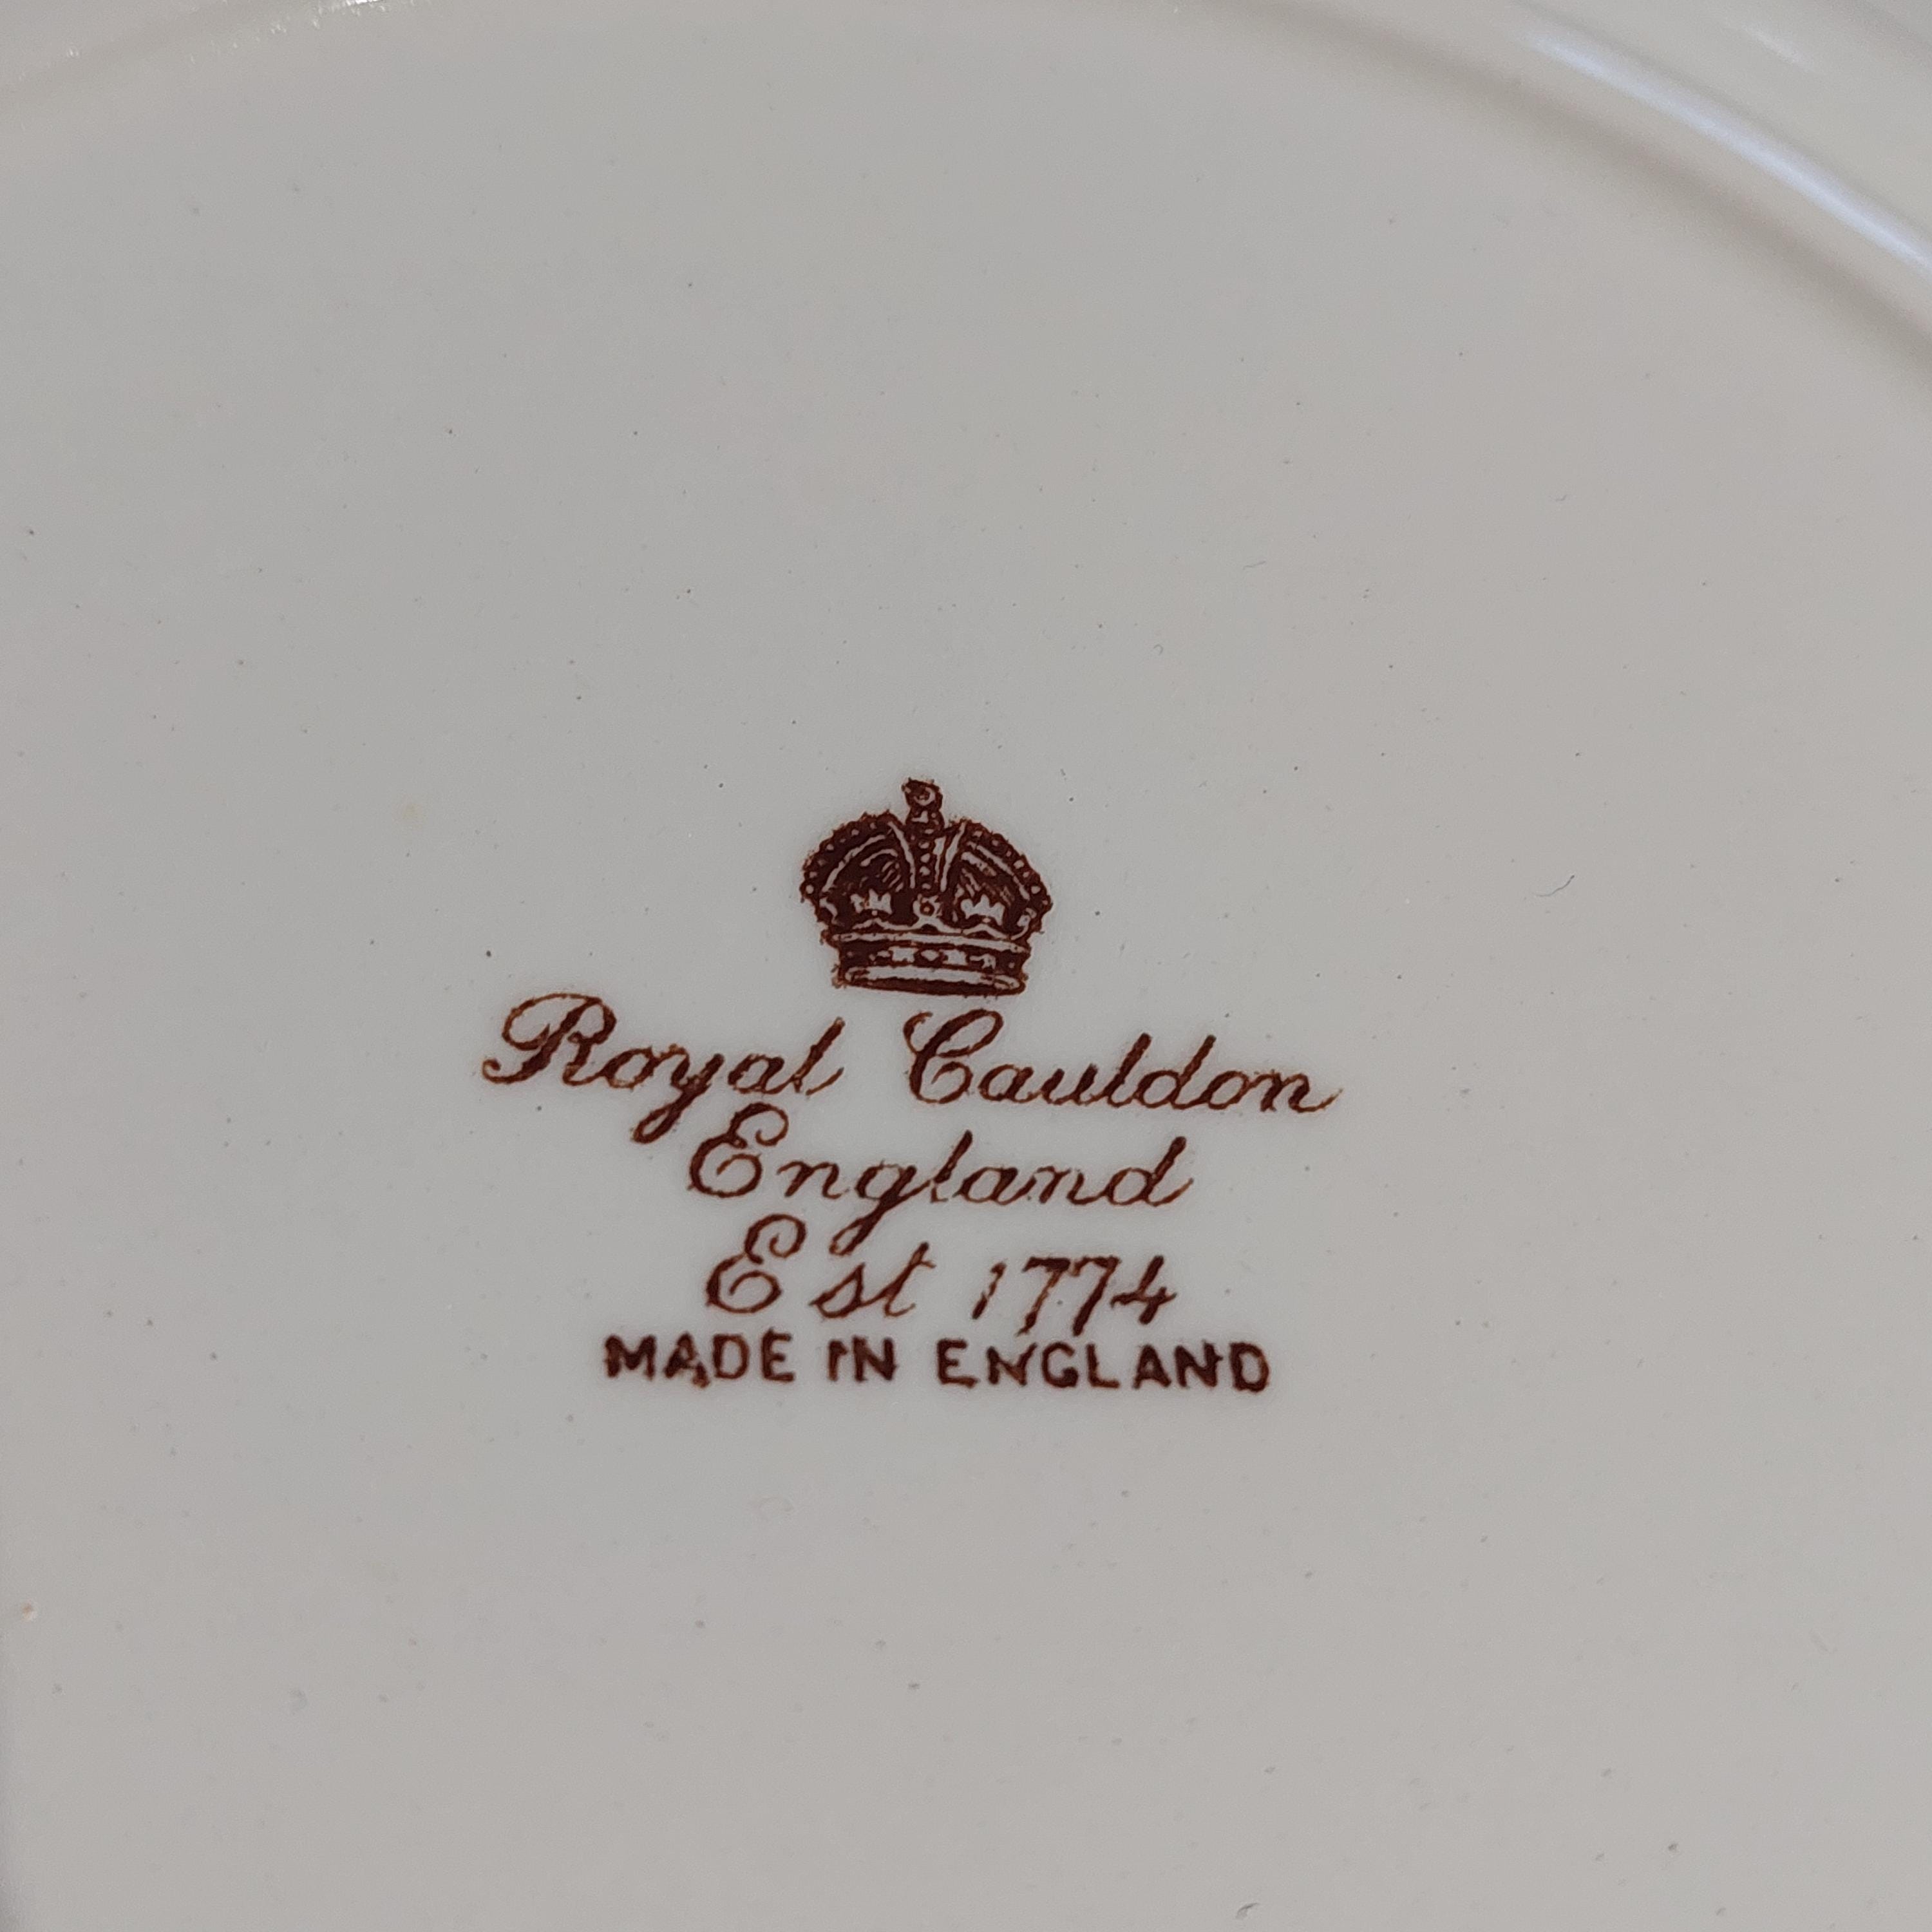 Royal Cauldon
England
Est 1774
MADE IN ENGLAND